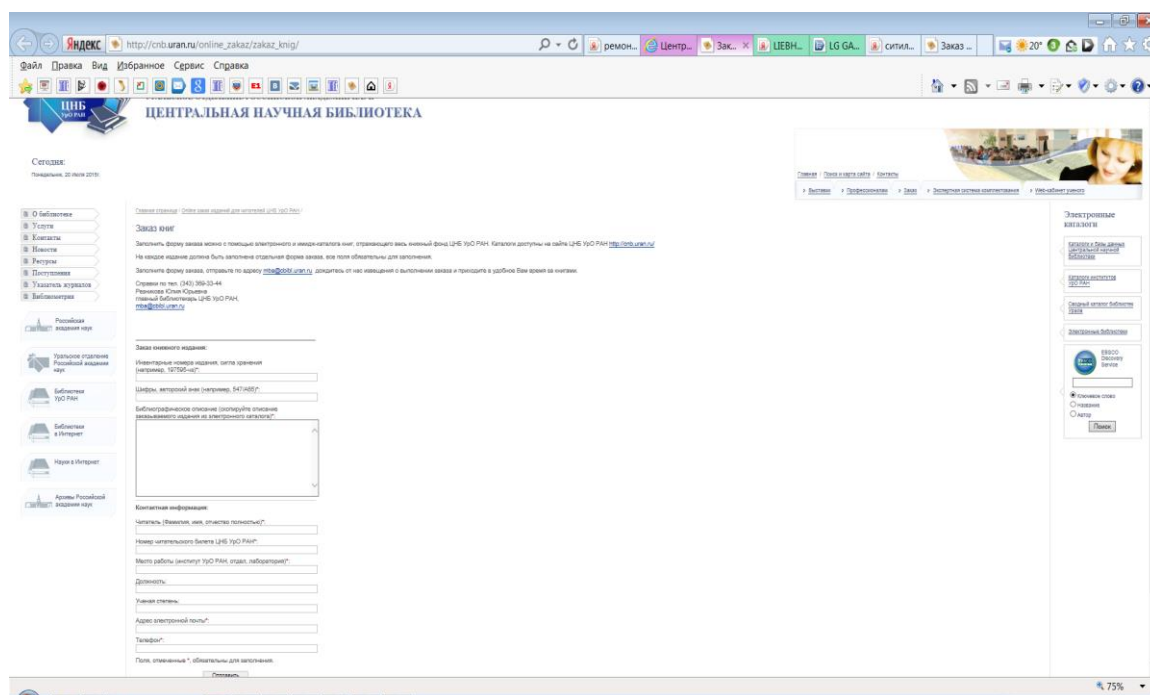 Яндекс
http://cnb.uran.ru/online_zakaz/zakaz_knig/
ремон...
Центр...
Зак...
LIEBH...
LG GA...
ситил...
Заказ ...
20°
Файл Правка Вид Избранное Сервис Справка
ЦНБ
УрО РАН
ЦЕНТРАЛЬНАЯ НАУЧНАЯ БИБЛИОТЕКА
Сегодня:
Понедельник, 20 Июля 2015г.
Главная / Поиск и карта сайта / Контакты
Выставки
Профессионалам
Заказ
Экспертная система комплектования
Web-кабинет ученого
О библиотеке
Услуги
Контакты
Новости
Ресурсы
Поступления
Указатель журналов
Библиометрия
Российская
академия наук
Уральское отделение
Российской академии
наук
Библиотеки
УрО РАН
Библиотеки
в Интернет
Наука в Интернет
Архивы Российской
академии наук
Главная страница / Online заказ изданий для читателей ЦНБ УрО РАН /
Заказ книг
Заполнить форму заказа можно с помощью электронного и имидж-каталога книг, отражающего весь книжный фонд ЦНБ УрО РАН. Каталоги доступны на сайте ЦНБ УрО РАН http://cnb.uran.ru/
На каждое издание должна быть заполнена отдельная форма заказа, все поля обязательны для заполнения.
Заполните форму заказа, отправьте по адресу mba@cbibl.uran.ru, дождитесь от нас извещения о выполнении заказа и приходите в удобное Вам время за книгами.
Справки по тел. (343) 369-33-44
Резникова Юлия Юрьевна
главный библиотекарь ЦНБ УрО РАН,
mba@cbibl.uran.ru
Заказ книжного издания:
Инвентарные номера издания, сигла хранения
(например, 197595-нх)*:
Шифры, авторский знак (например, 547/А65)*:
Библиографическое описание (скопируйте описание
заказываемого издания из электронного каталога)*:
Контактная информация:
Читатель (Фамилия, имя, отчество полностью)*:
Номер читательского билета ЦНБ УрО РАН*:
Место работы (институт УрО РАН, отдел, лаборатория)*:
Должность:
Ученая степень:
Адрес электронной почты*:
Телефон*:
Поля, отмеченные *, обязательны для заполнения.
Отправить
Электронные
каталоги
Каталоги и базы данных
Центральной научной
библиотеки
Каталоги институтов
УрО РАН
Сводный каталог библиотек
Урала
Электронные библиотеки
EBSCO
Discovery
Service
Ключевое слово
Название
Автор
Поиск
75%